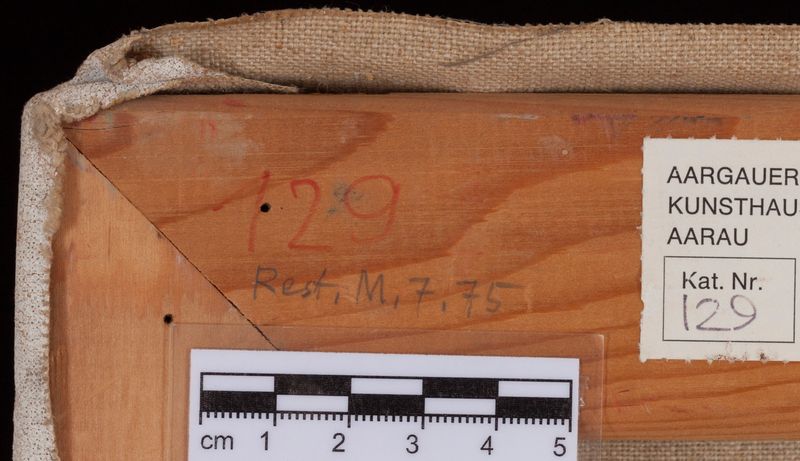 129
Rest. M. 7. 75
AARGAUER
KUNSTHAU
AARAU
Kat. Nr.
129
cm 1 2 3 4 5